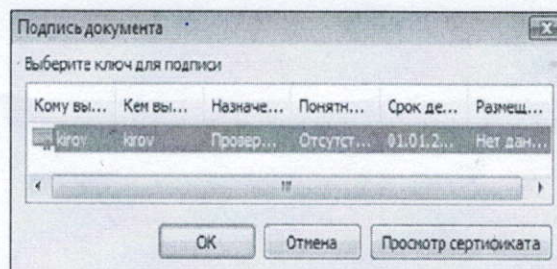 Подпись документа
Выберите ключ для подписи
Кому вы... Кем вы... Назначе... Понятн... Срок де... Размещ...
kirov kirov Провер... Отсутст... 01.01.2... Нет дан...
ОК Отмена Просмотр сертификата